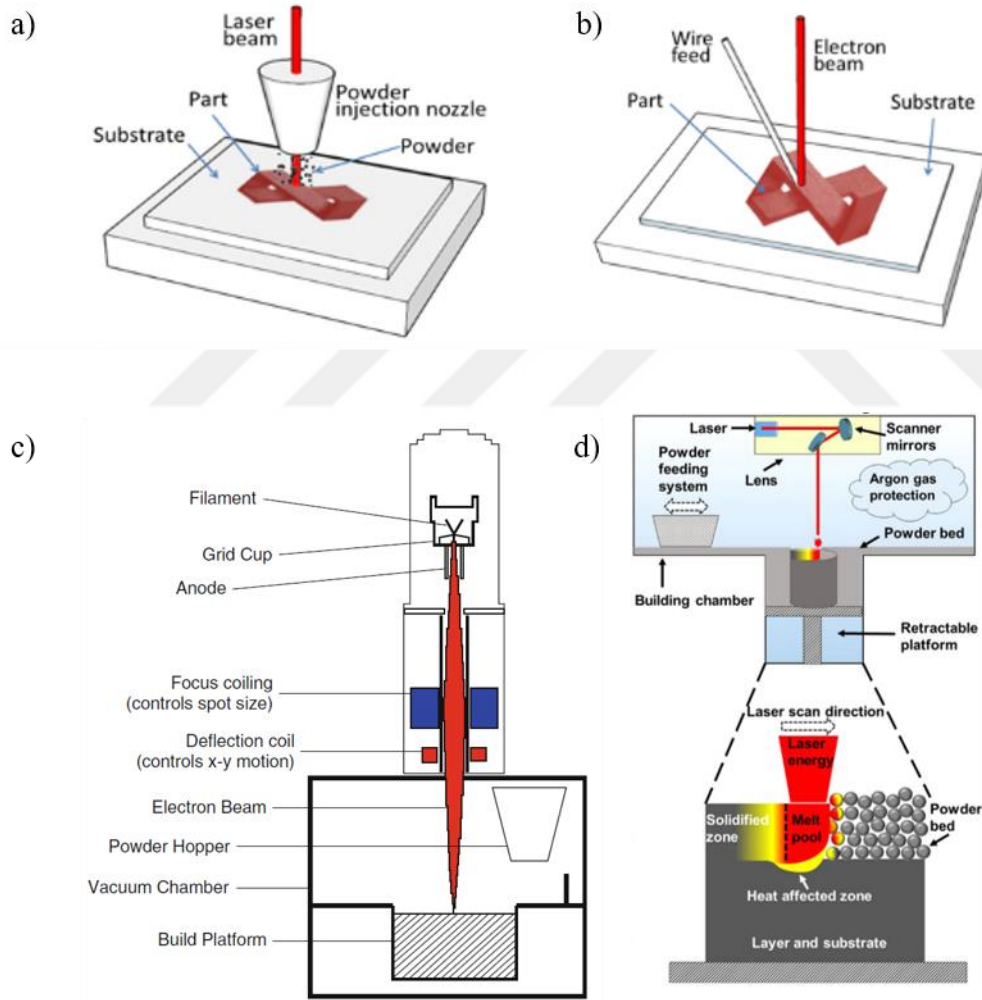 a)
Laser
beam
Powder
injection nozzle
Part
Substrate
Powder
b)
Wire
feed
Electron
beam
Part
Substrate
c)
Filament
Grid Cup
Anode
Focus coiling
(controls spot size)
Deflection coil
(controls x-y motion)
Electron Beam
Powder Hopper
Vacuum Chamber
Build Platform
d)
Laser
Scanner
mirrors
Powder
feeding
system
Lens
Argon gas
protection
Powder bed
Building chamber
Retractable
platform
Laser scan direction
Laser
energy
Solidified
zone
Melt
pool
Powder
bed
Heat affected zone
Layer and substrate